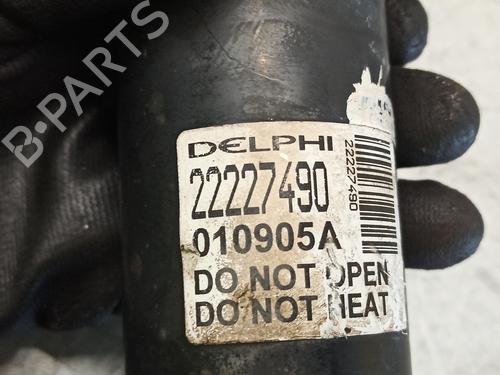 B-PARTS
DELPHI
22227490
010905A
DO NOT OPEN
DO NOT HEAT
22227490